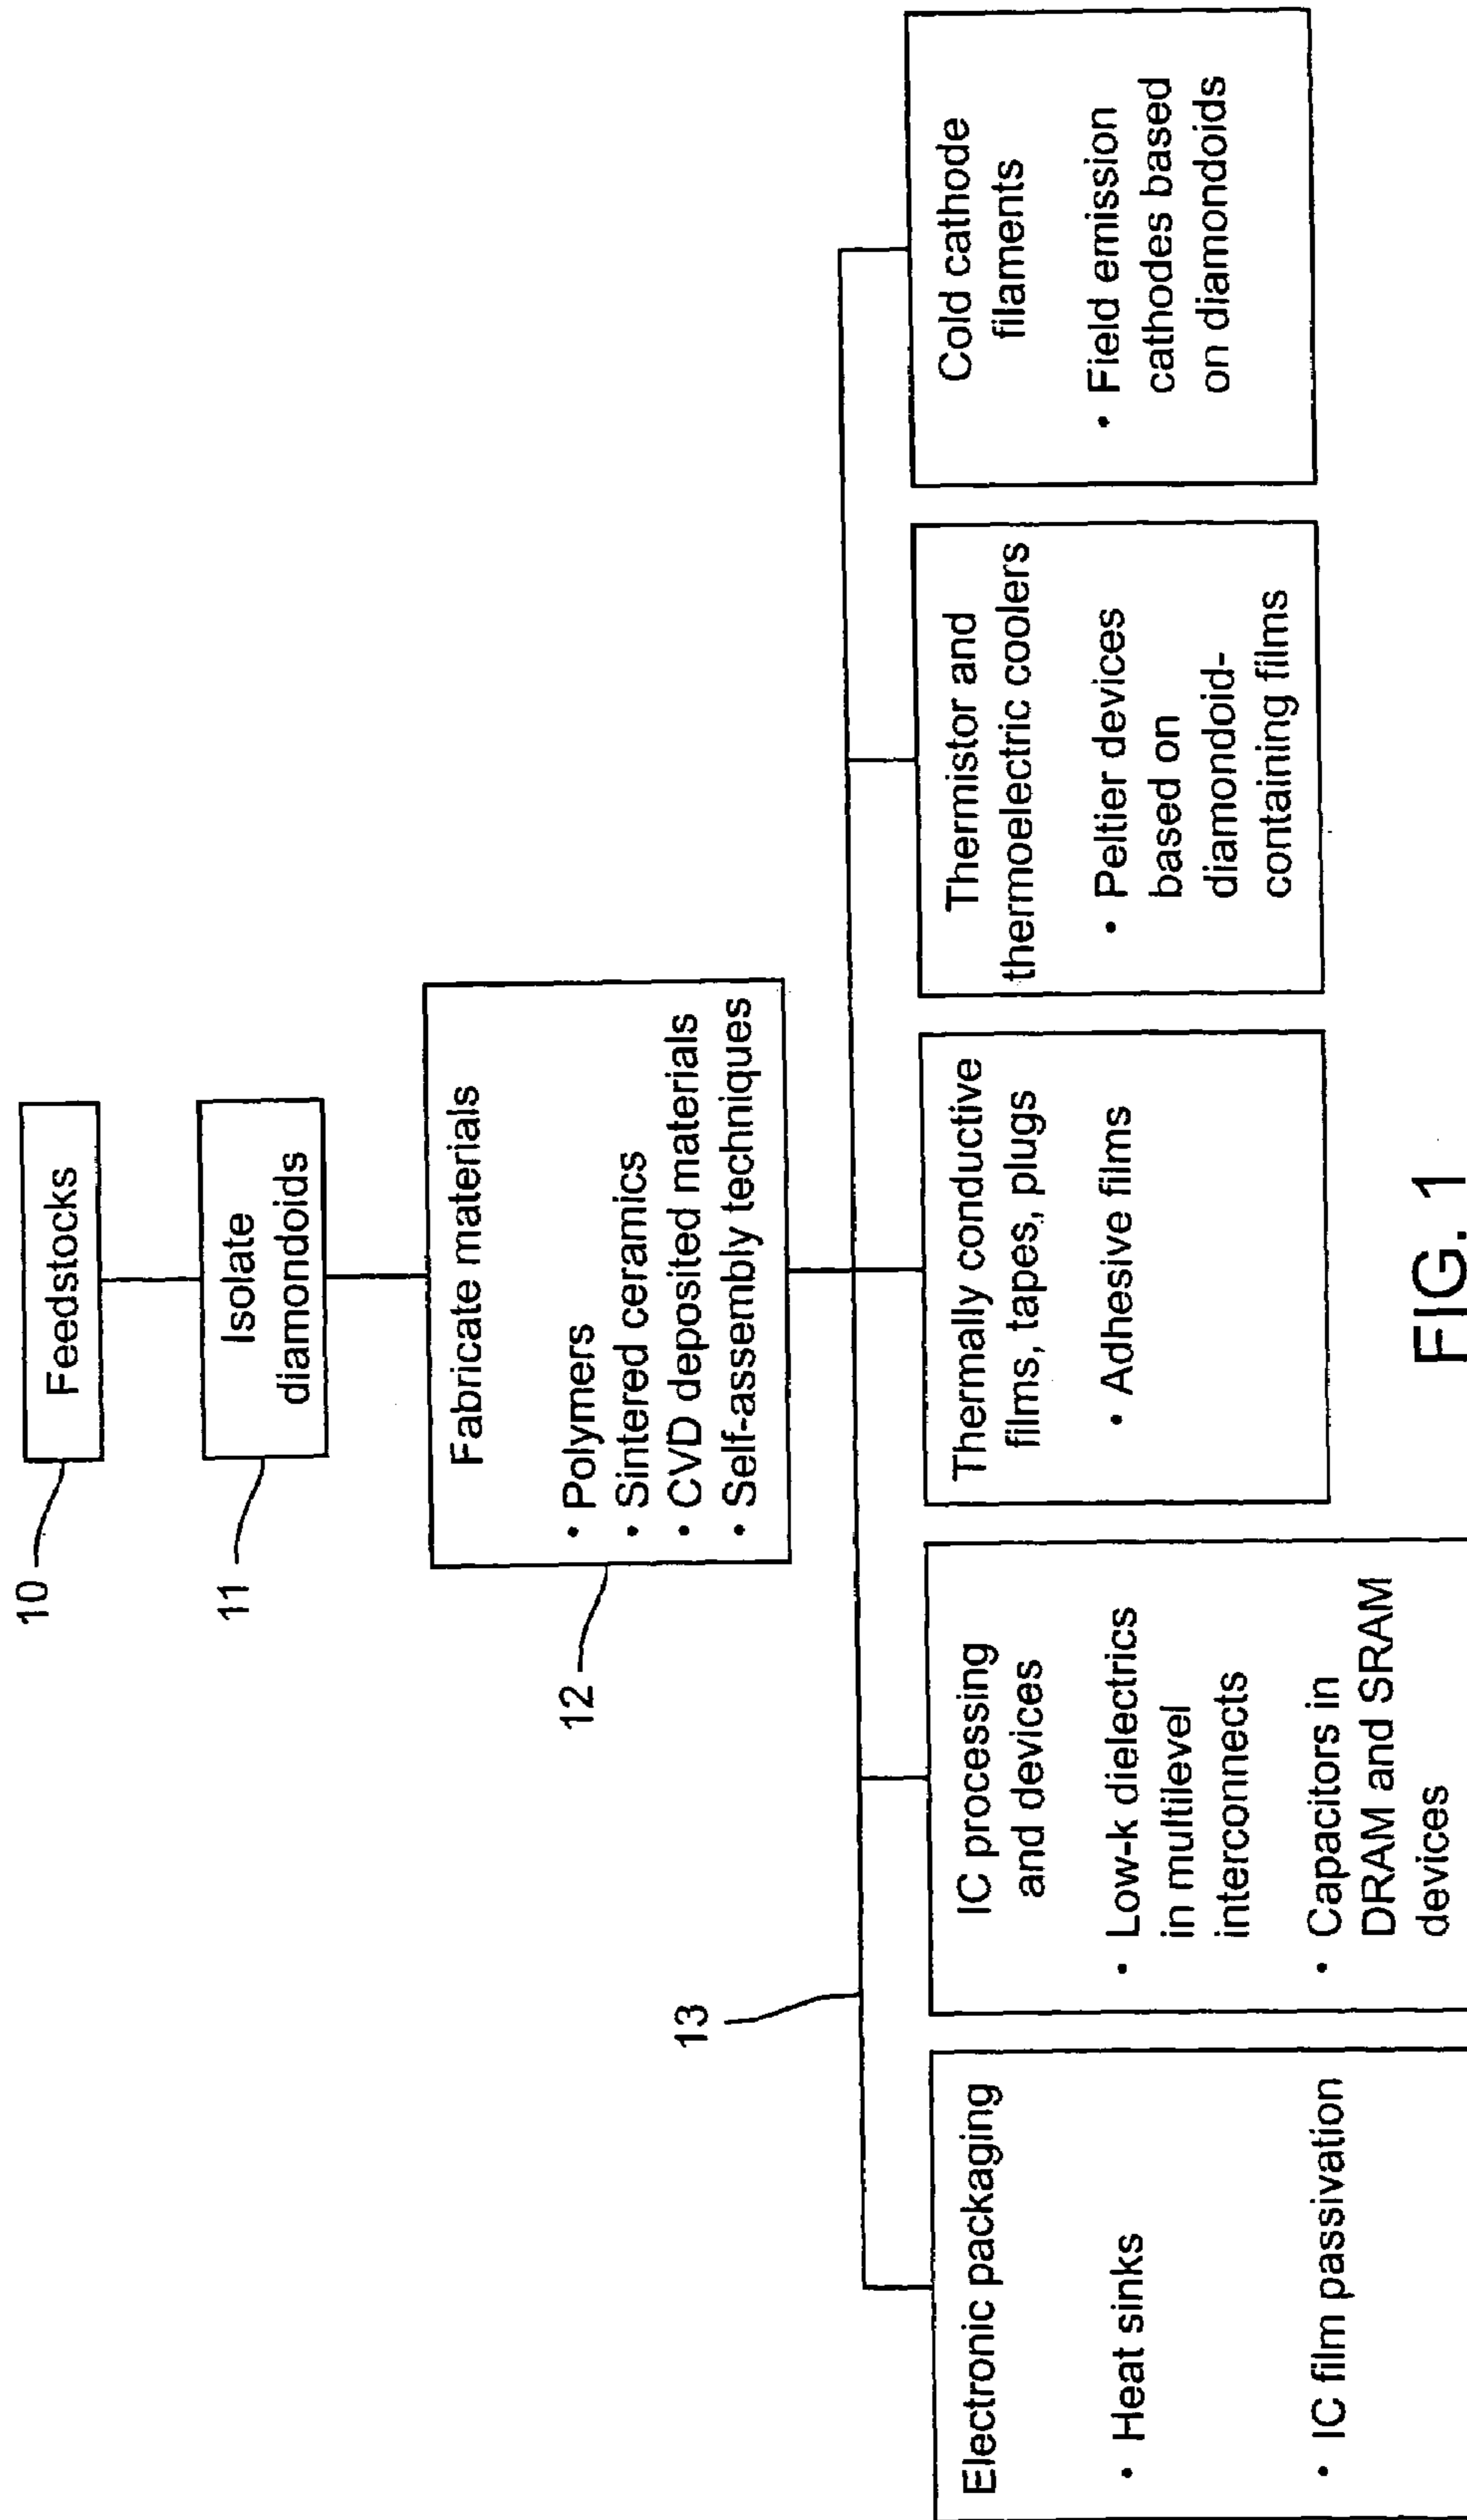 10
Feedstocks
11
Isolate
diamondoids
12
Fabricate materials
• Polymers
• Sintered ceramics
• CVD deposited materials
• Self-assembly techniques
13
Electronic packaging
• Heat sinks
• IC film passivation
IC processing
and devices
• Low-k dielectrics
in multilevel
interconnects
• Capacitors in
DRAM and SRAM
devices
Thermally conductive
films, tapes, plugs
• Adhesive films
Thermistor and
thermoelectric coolers
• Peltier devices
based on
diamondoid-
containing films
Cold cathode
filaments
• Field emission
cathodes based
on diamondoids
FIG. 1